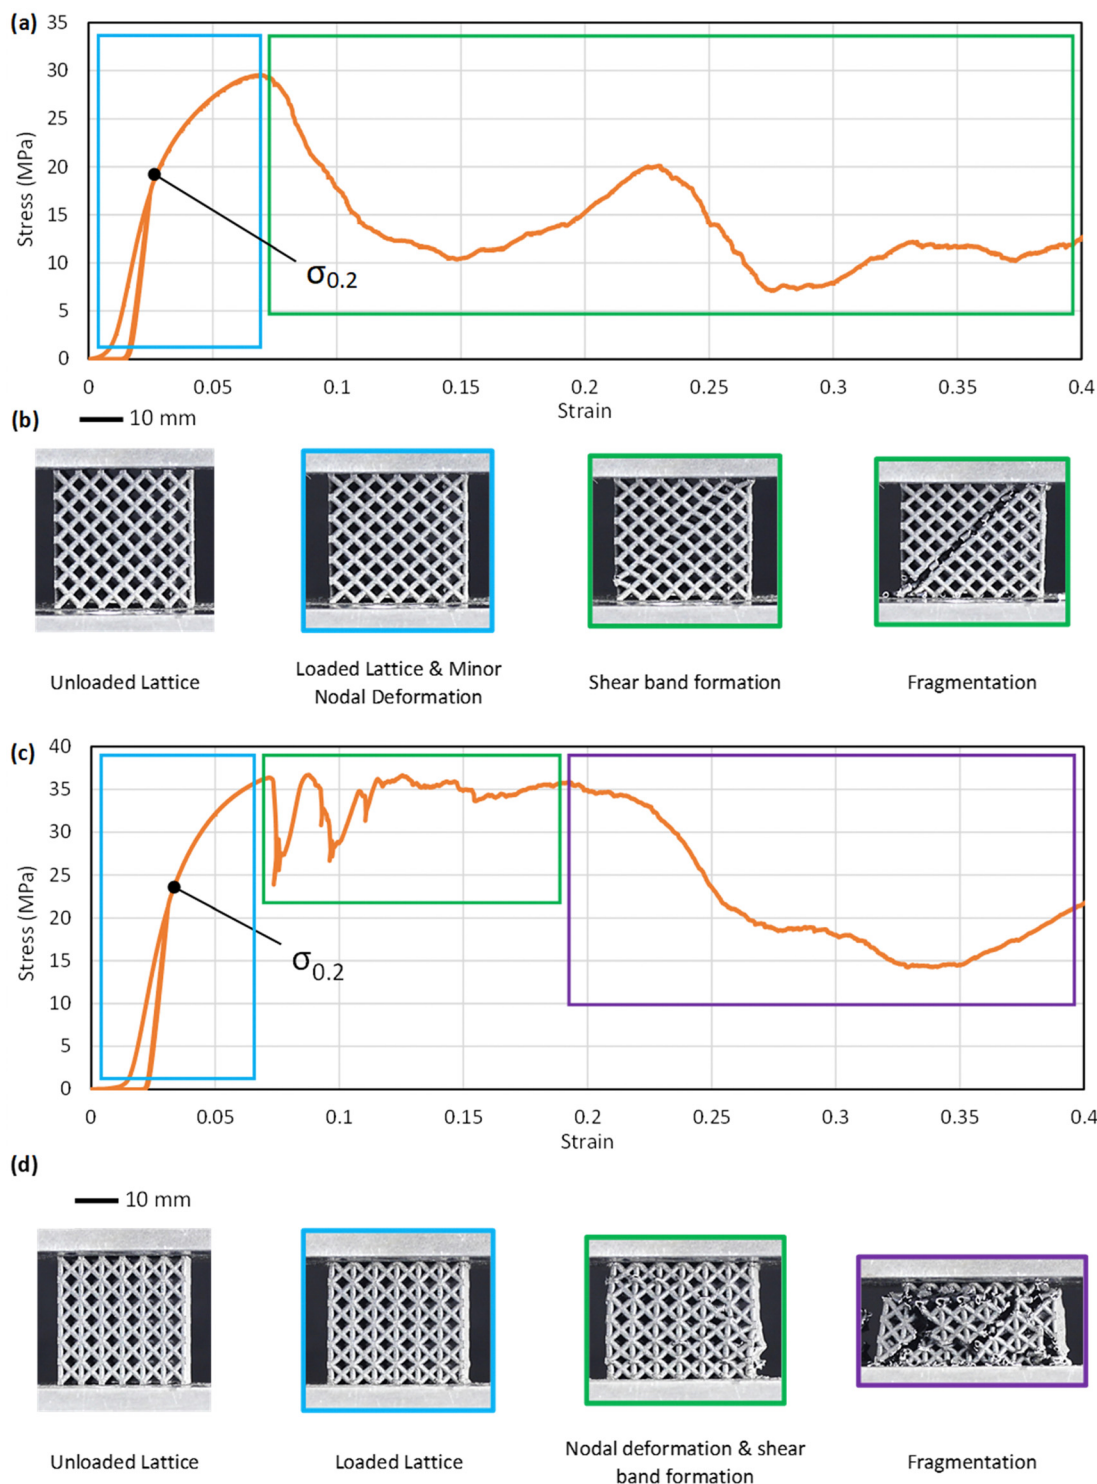 (a)
35
30
25
20
15
10
5
0
Stress (MPa)
σ0.2
0 0.05 0.1 0.15 0.2 0.25 0.3 0.35 0.4
Strain
(b)
10 mm
Unloaded Lattice
Loaded Lattice & Minor
Nodal Deformation
Shear band formation
Fragmentation
(c)
40
35
30
25
20
15
10
5
0
Stress (MPa)
σ0.2
0 0.05 0.1 0.15 0.2 0.25 0.3 0.35 0.4
Strain
(d)
10 mm
Unloaded Lattice
Loaded Lattice
Nodal deformation & shear
band formation
Fragmentation